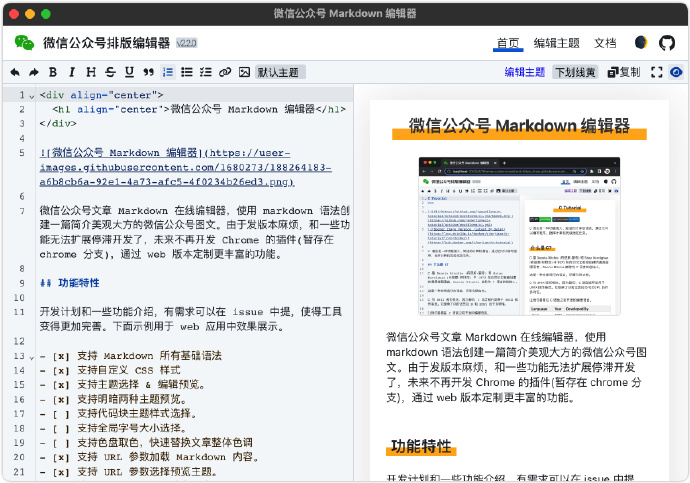 微信公众号 Markdown 编辑器
微信公众号排版编辑器 v2.2.0
首页 编辑主题 文档
B I H S U 默认主题
编辑主题 下划线黄 复制
1 <div align="center">
2 <h1 align="center">微信公众号 Markdown 编辑器</h1>
3 </div>
4
5 ![微信公众号 Markdown 编辑器](https://user-
images.githubusercontent.com/1680273/188264183-
a6b8cb6a-92e1-4a73-afc5-4f0234b26ed3.png)
6
7 微信公众号文章 Markdown 在线编辑器，使用 markdown 语法创
建一篇简介美观大方的微信公众号图文。由于发版本麻烦，和一些功
能无法扩展停滞开发了，未来不再开发 Chrome 的插件(暂存在
chrome 分支)，通过 web 版本定制更丰富的功能。
8
9 ## 功能特性
10
11 开发计划和一些功能介绍，有需求可以在 issue 中提，使得工具
变得更加完善。下面示例用于 web 应用中效果展示。
12
13 - [x] 支持 Markdown 所有基础语法
14 - [x] 支持自定义 CSS 样式
15 - [x] 支持主题选择 & 编辑预览。
16 - [x] 支持明暗两种主题预览。
17 - [ ] 支持代码块主题样式选择。
18 - [ ] 支持全局字号大小选择。
19 - [ ] 支持色盘取色，快速替换文章整体色调
20 - [x] 支持 URL 参数加载 Markdown 内容。
21 - [x] 支持 URL 参数选择预览主题。
微信公众号 Markdown 编辑器
微信公众号文章 Markdown 在线编辑器，使用
markdown 语法创建一篇简介美观大方的微信公众号图
文。由于发版本麻烦，和一些功能无法扩展停滞开发
了，未来不再开发 Chrome 的插件(暂存在 chrome 分
支)，通过 web 版本定制更丰富的功能。
功能特性
开发计划和一些功能介绍，有需求可以在 issue 中提，